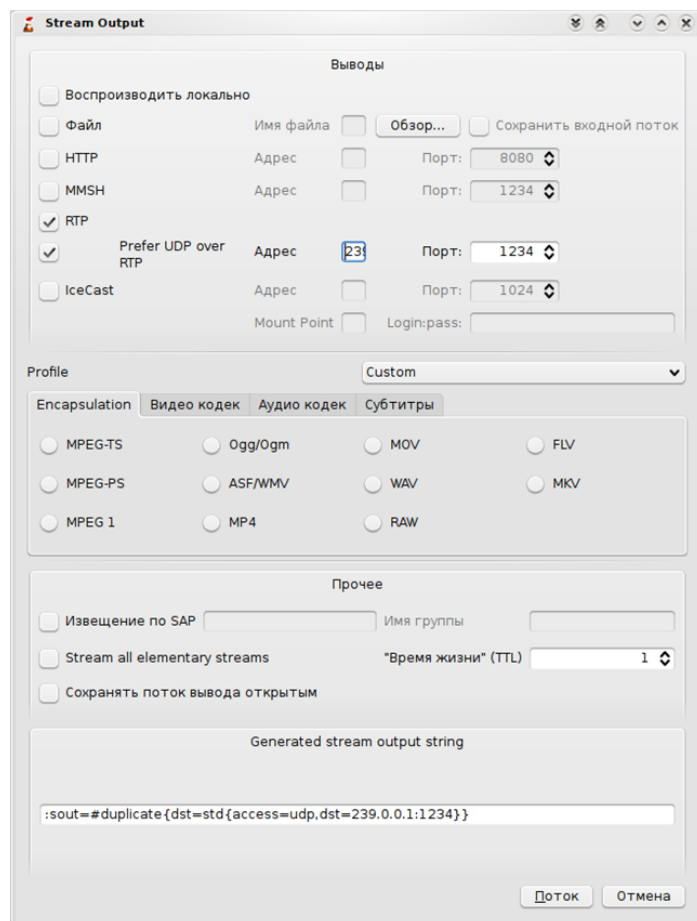 Stream Output
Выводы
Воспроизводить локально
Файл Имя файла Обзор... Сохранить входной поток
HTTP Адрес Порт: 8080
MMSH Адрес Порт: 1234
RTP
Prefer UDP over
RTP Адрес 239 Порт: 1234
IceCast Адрес Порт: 1024
Mount Point Login:pass:
Profile Custom
Encapsulation Видео кодек Аудио кодек Субтитры
MPEG-TS Ogg/Ogm MOV FLV
MPEG-PS ASF/WMV WAV MKV
MPEG 1 MP4 RAW
Прочее
Извещение по SAP Имя группы
Stream all elementary streams "Время жизни" (TTL) 1
Сохранять поток вывода открытым
Generated stream output string
:sout=#duplicate{dst=std{access=udp,dst=239.0.0.1:1234}}
Поток Отмена